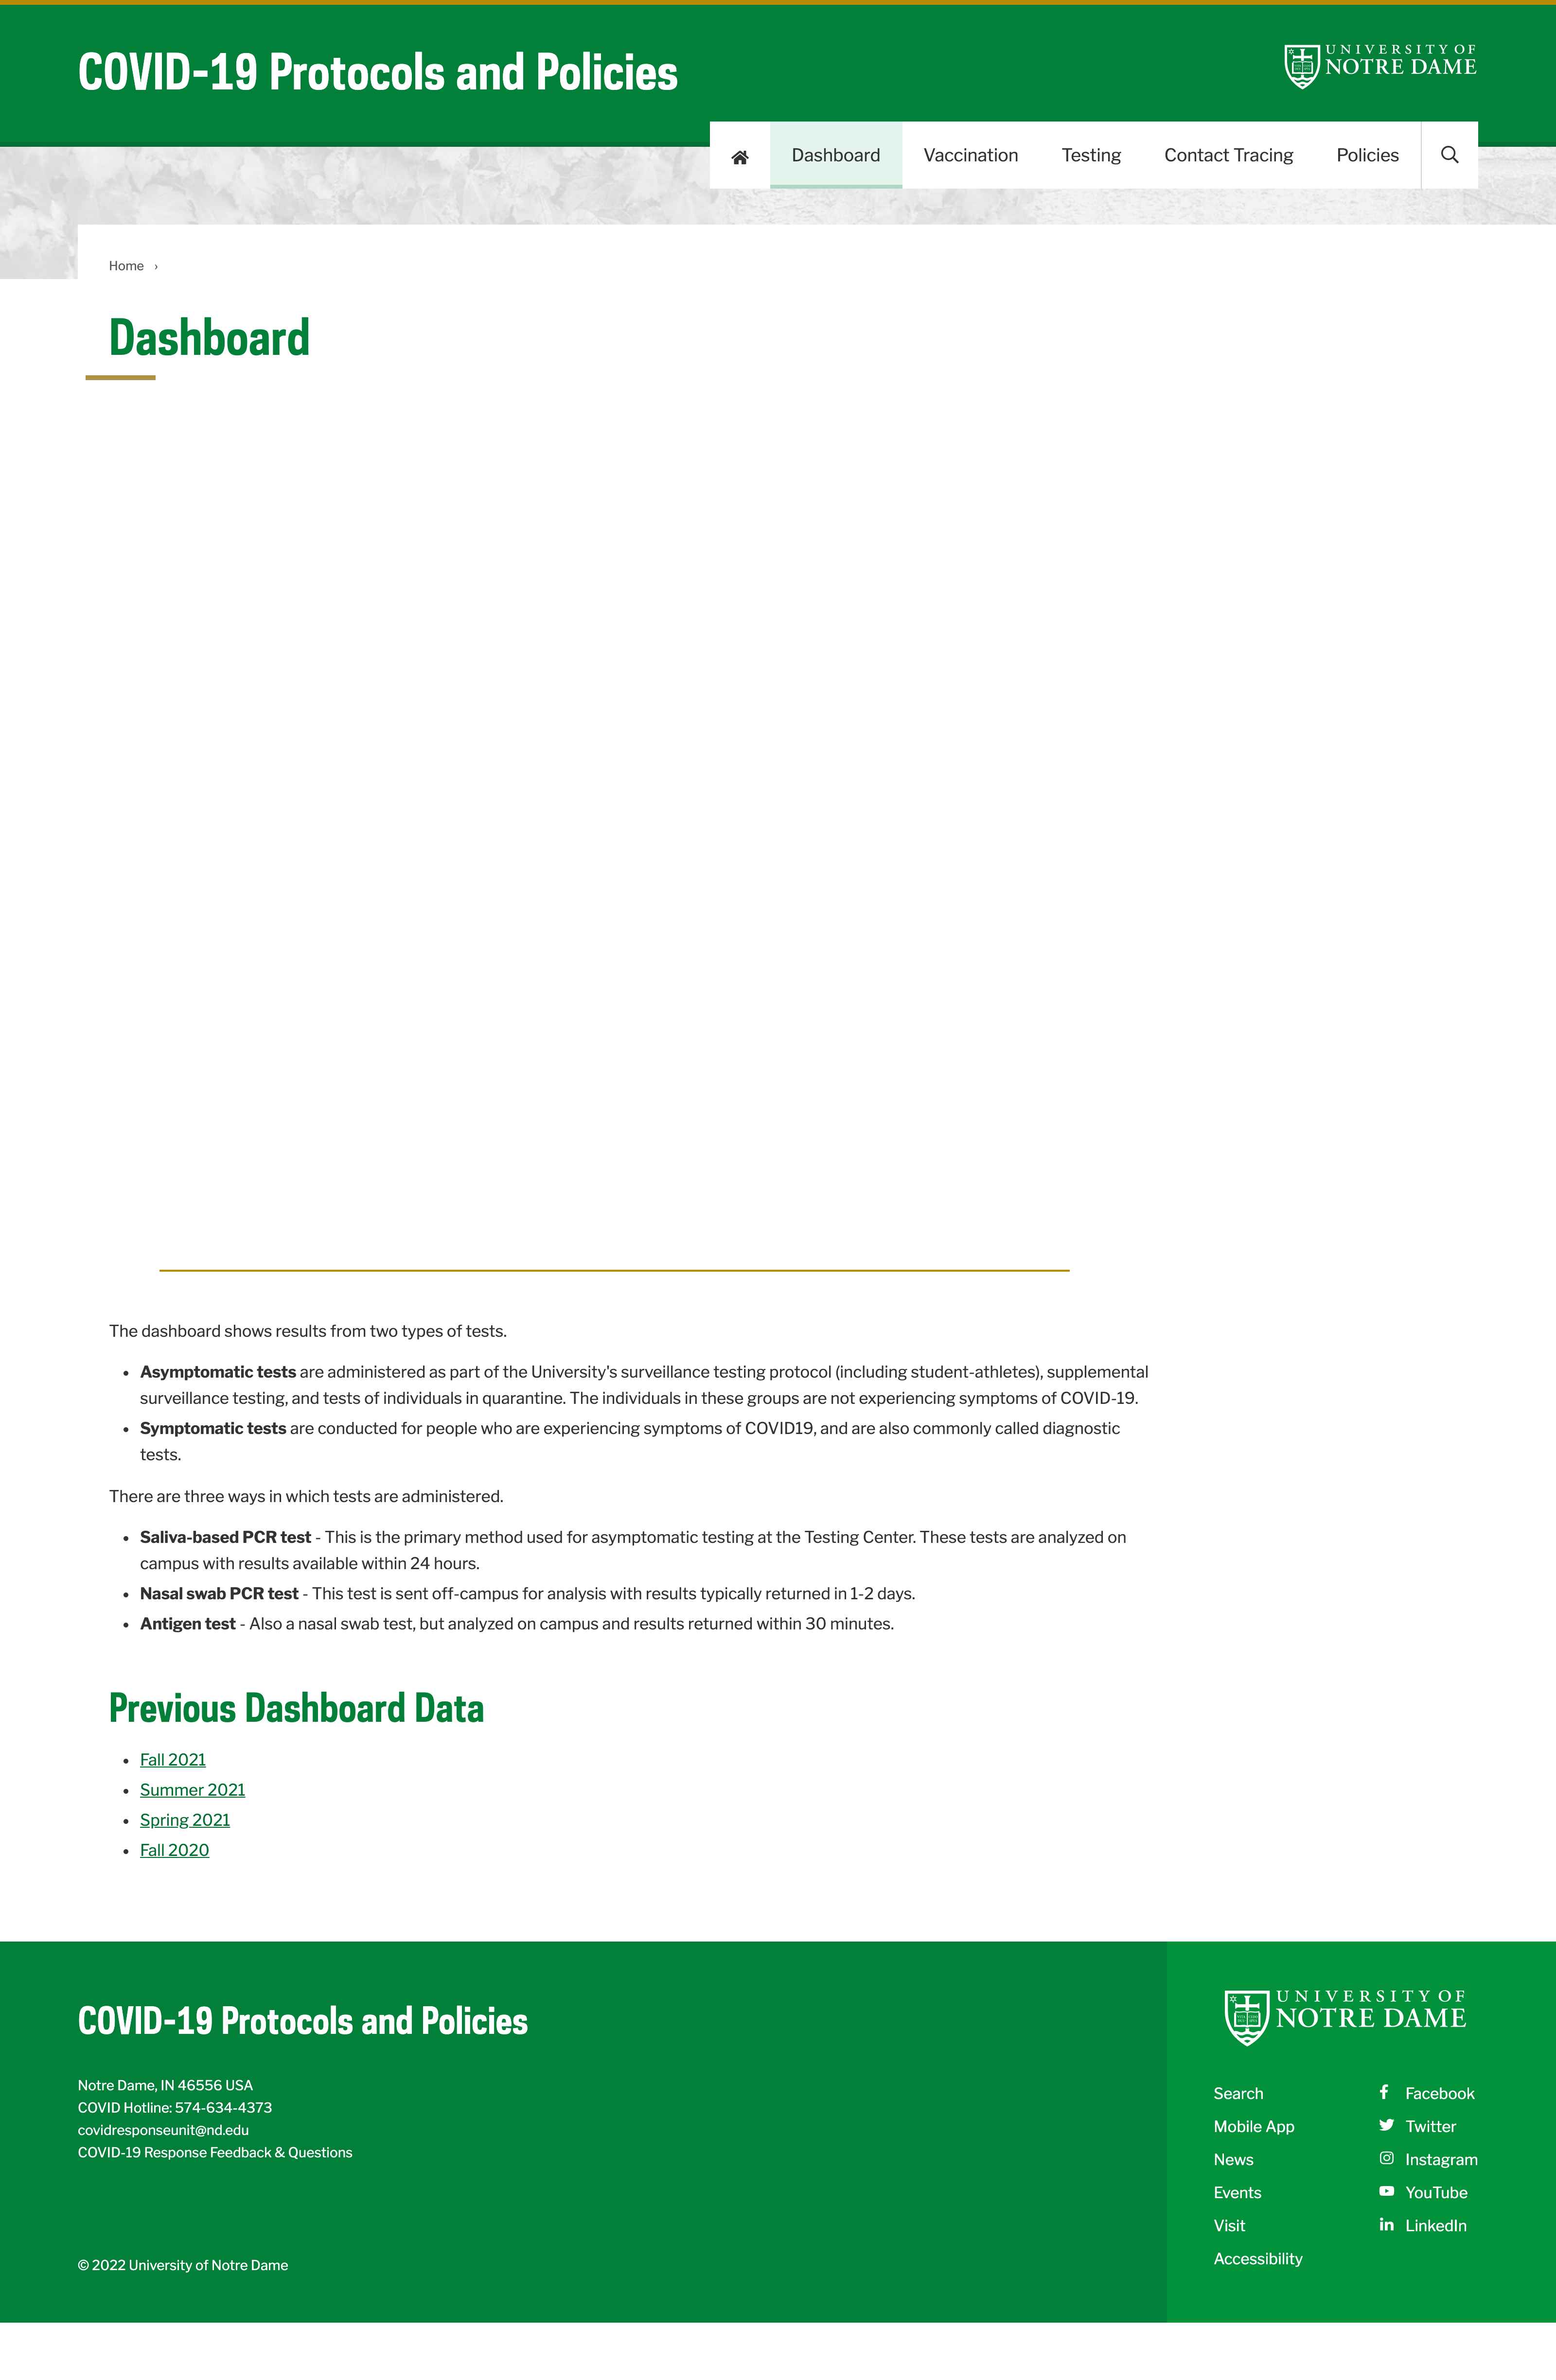 COVID-19 Protocols and Policies
UNIVERSITY OF
NOTRE DAME
Dashboard
Vaccination
Testing
Contact Tracing
Policies
Home ›
Dashboard
The dashboard shows results from two types of tests.
• Asymptomatic tests are administered as part of the University's surveillance testing protocol (including student-athletes), supplemental
surveillance testing, and tests of individuals in quarantine. The individuals in these groups are not experiencing symptoms of COVID-19.
• Symptomatic tests are conducted for people who are experiencing symptoms of COVID19, and are also commonly called diagnostic
tests.
There are three ways in which tests are administered.
• Saliva-based PCR test - This is the primary method used for asymptomatic testing at the Testing Center. These tests are analyzed on
campus with results available within 24 hours.
• Nasal swab PCR test - This test is sent off-campus for analysis with results typically returned in 1-2 days.
• Antigen test - Also a nasal swab test, but analyzed on campus and results returned within 30 minutes.
Previous Dashboard Data
• Fall 2021
• Summer 2021
• Spring 2021
• Fall 2020
COVID-19 Protocols and Policies
Notre Dame, IN 46556 USA
COVID Hotline: 574-634-4373
covidresponseunit@nd.edu
COVID-19 Response Feedback & Questions
© 2022 University of Notre Dame
UNIVERSITY OF
NOTRE DAME
Search
Mobile App
News
Events
Visit
Accessibility
Facebook
Twitter
Instagram
YouTube
LinkedIn